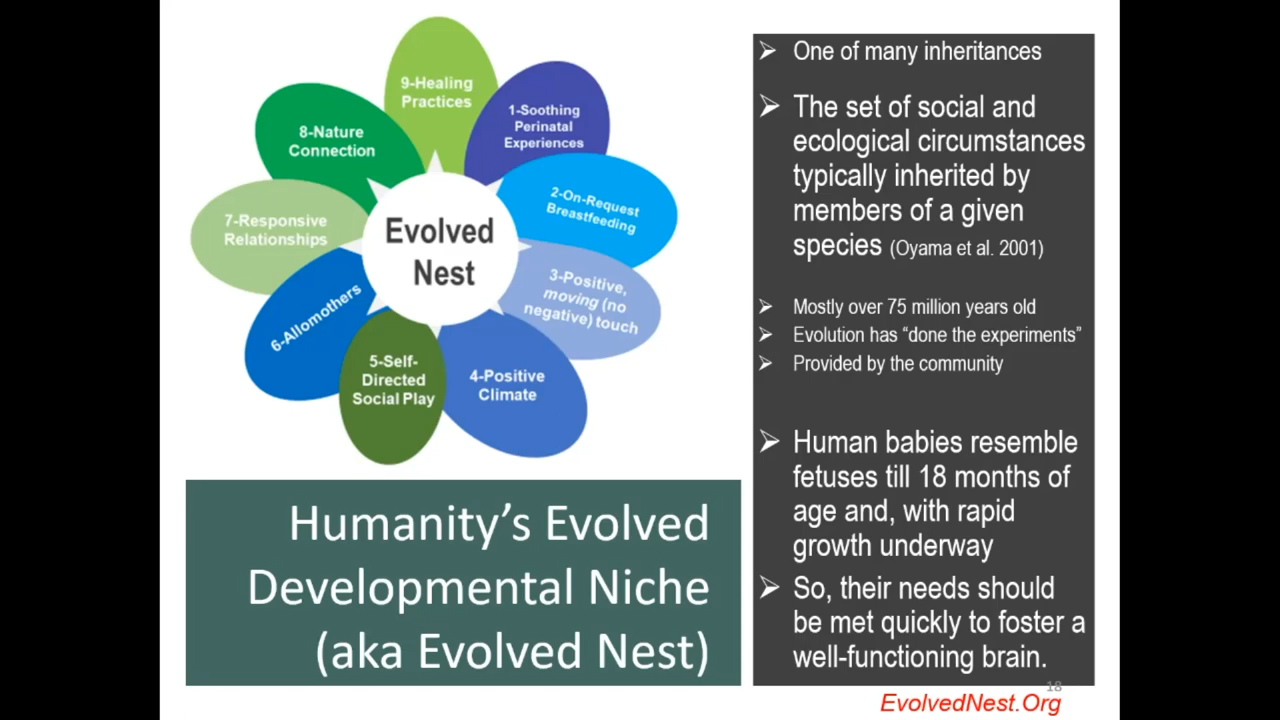 9-Healing
Practices
1-Soothing
Perinatal
Experiences
2-On-Request
Breastfeeding
3-Positive,
moving (no
negative) touch
4-Positive
Climate
5-Self-
Directed
Social Play
6-Allomothers
7-Responsive
Relationships
8-Nature
Connection
Evolved
Nest
Humanity’s Evolved
Developmental Niche
(aka Evolved Nest)
➢ One of many inheritances
➢ The set of social and
ecological circumstances
typically inherited by
members of a given
species (Oyama et al. 2001)
➢ Mostly over 75 million years old
➢ Evolution has “done the experiments”
➢ Provided by the community
➢ Human babies resemble
fetuses till 18 months of
age and, with rapid
growth underway
➢ So, their needs should
be met quickly to foster a
well-functioning brain.
18
EvolvedNest.Org